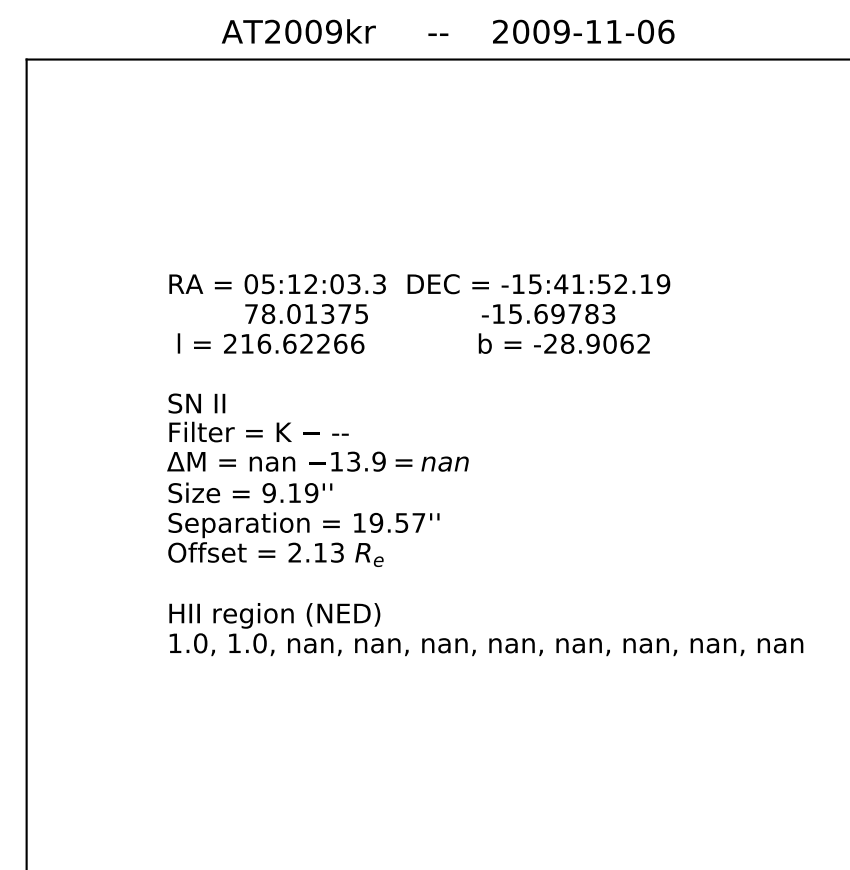 AT2009kr -- 2009-11-06
RA = 05:12:03.3 DEC = -15:41:52.19
78.01375 -15.69783
l = 216.62266 b = -28.9062
SN II
Filter = K − --
ΔM = nan −13.9 = nan
Size = 9.19''
Separation = 19.57''
Offset = 2.13 Re
HII region (NED)
1.0, 1.0, nan, nan, nan, nan, nan, nan, nan, nan